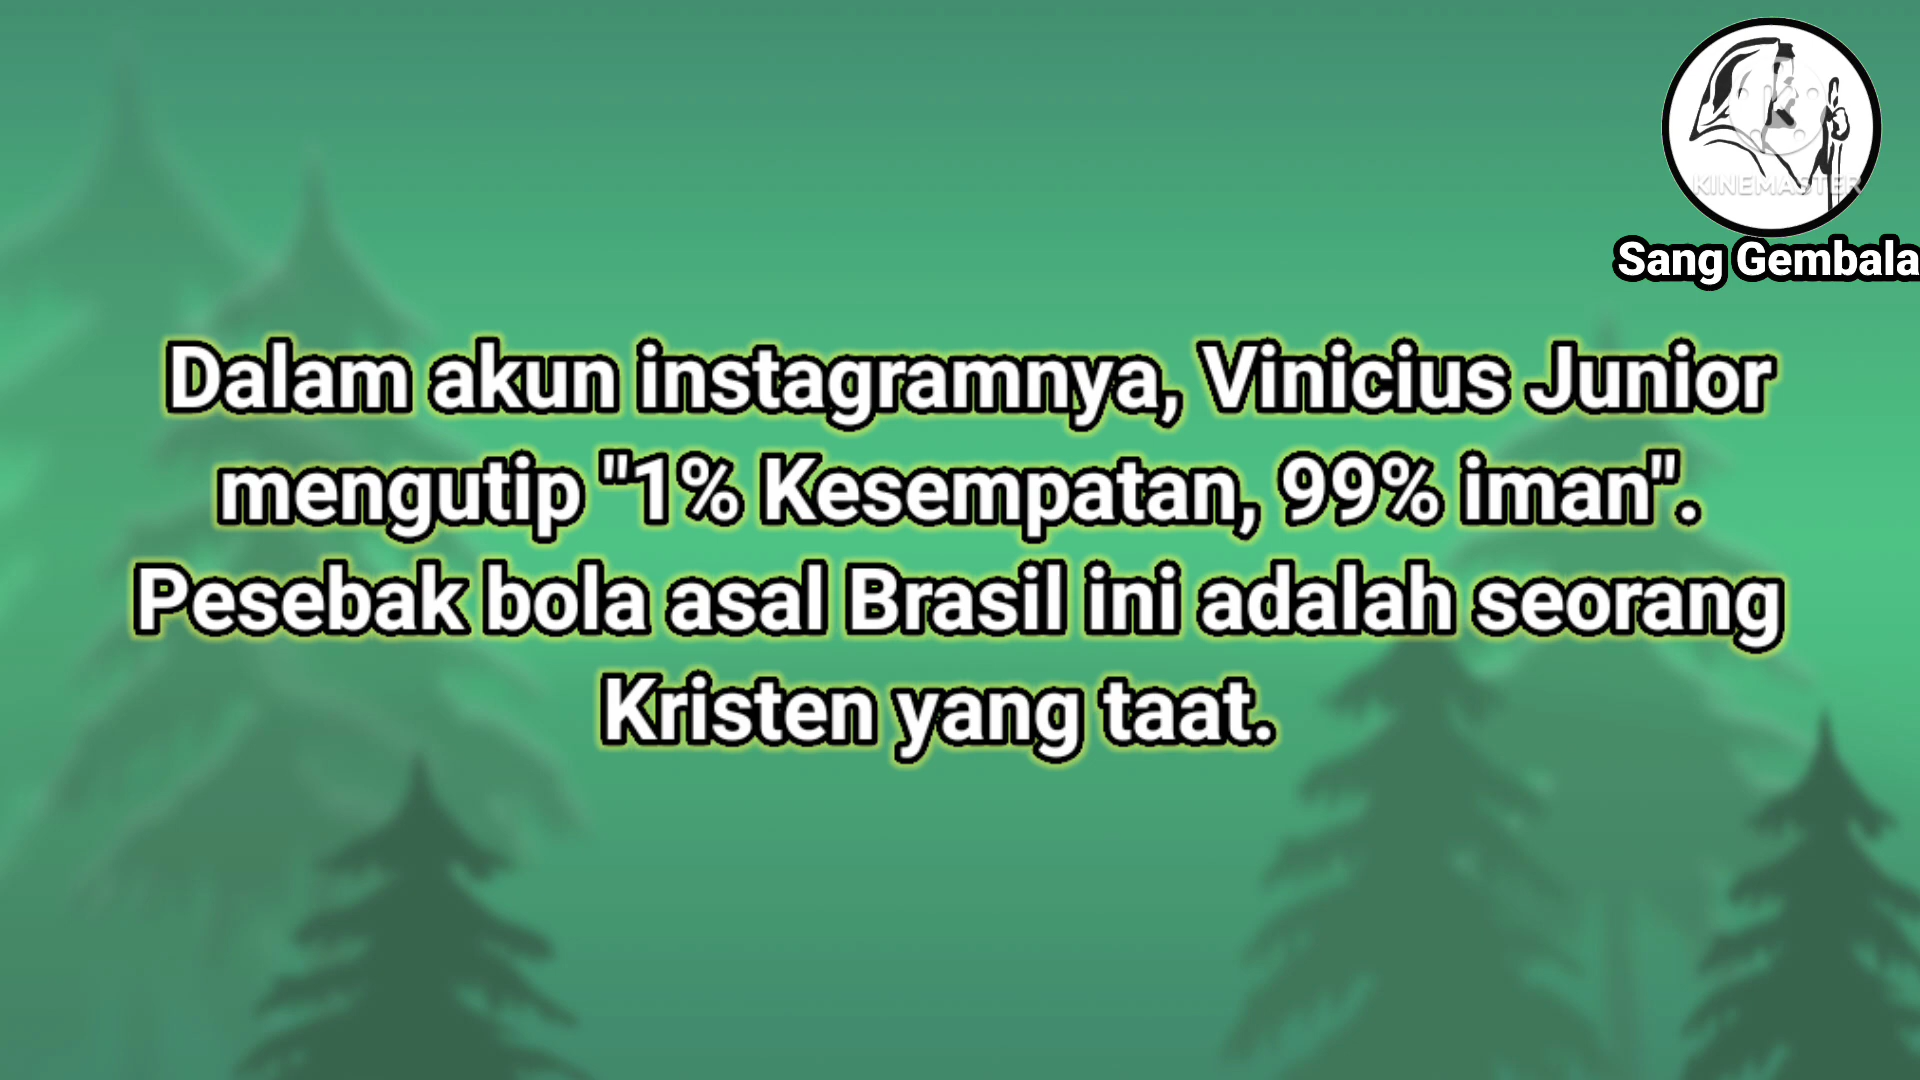 KINEMASTER
Sang Gembala
Dalam akun instagramnya, Vinicius Junior
mengutip "1% Kesempatan, 99% iman".
Pesebak bola asal Brasil ini adalah seorang
Kristen yang taat.